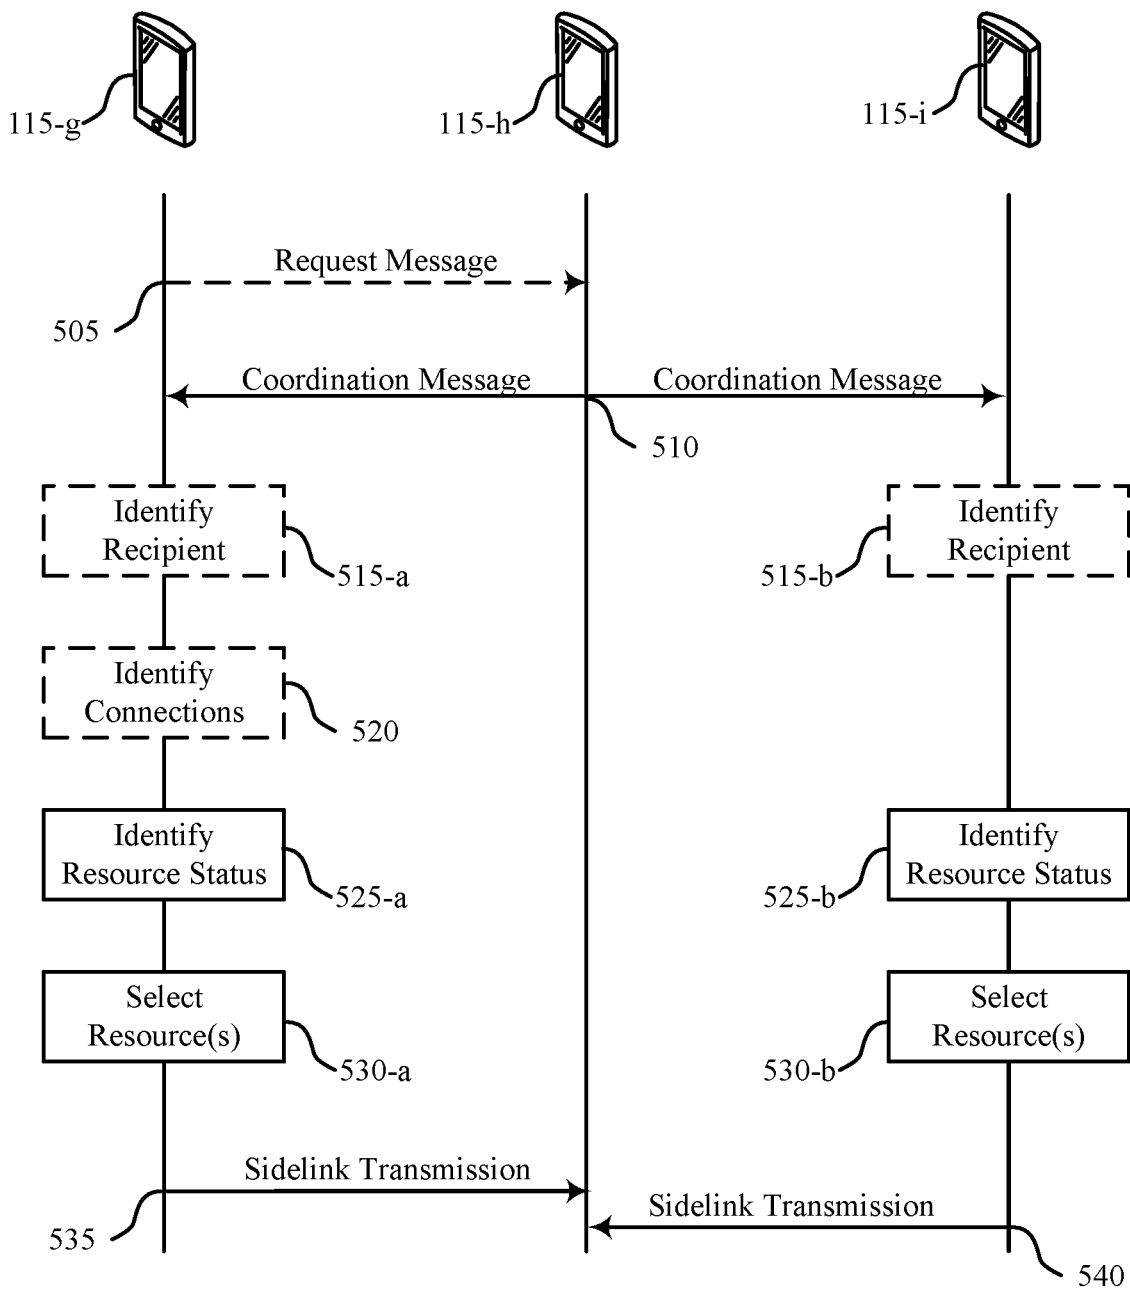 115-g
115-h
115-i
Request Message
505
Coordination Message
Coordination Message
510
Identify
Recipient
515-a
Identify
Recipient
515-b
Identify
Connections
520
Identify
Resource Status
525-a
Identify
Resource Status
525-b
Select
Resource(s)
530-a
Select
Resource(s)
530-b
Sidelink Transmission
535
Sidelink Transmission
540